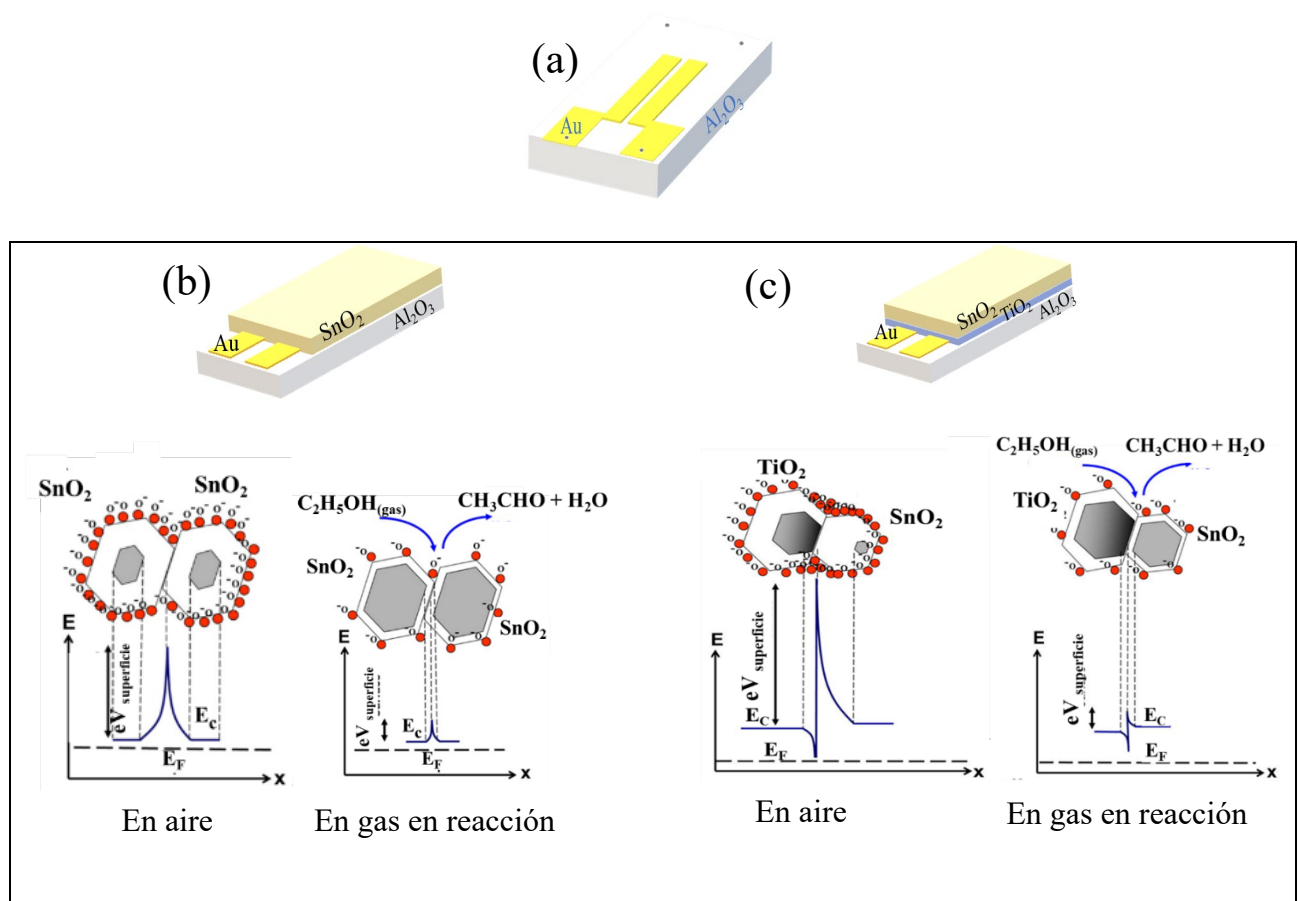 (a)
Au
Al2O3
(b)
Au
SnO2
Al2O3
SnO2
SnO2
E
eV superficie
Ec
EF
x
En aire
C2H5OH(gas)
CH3CHO + H2O
SnO2
SnO2
E
eV superficie
Ec
EF
x
En gas en reacción
(c)
Au
SnO2
TiO2
Al2O3
TiO2
SnO2
E
eV superficie
EC
EF
x
En aire
C2H5OH(gas)
CH3CHO + H2O
TiO2
SnO2
E
eV superficie
EC
EF
x
En gas en reacción